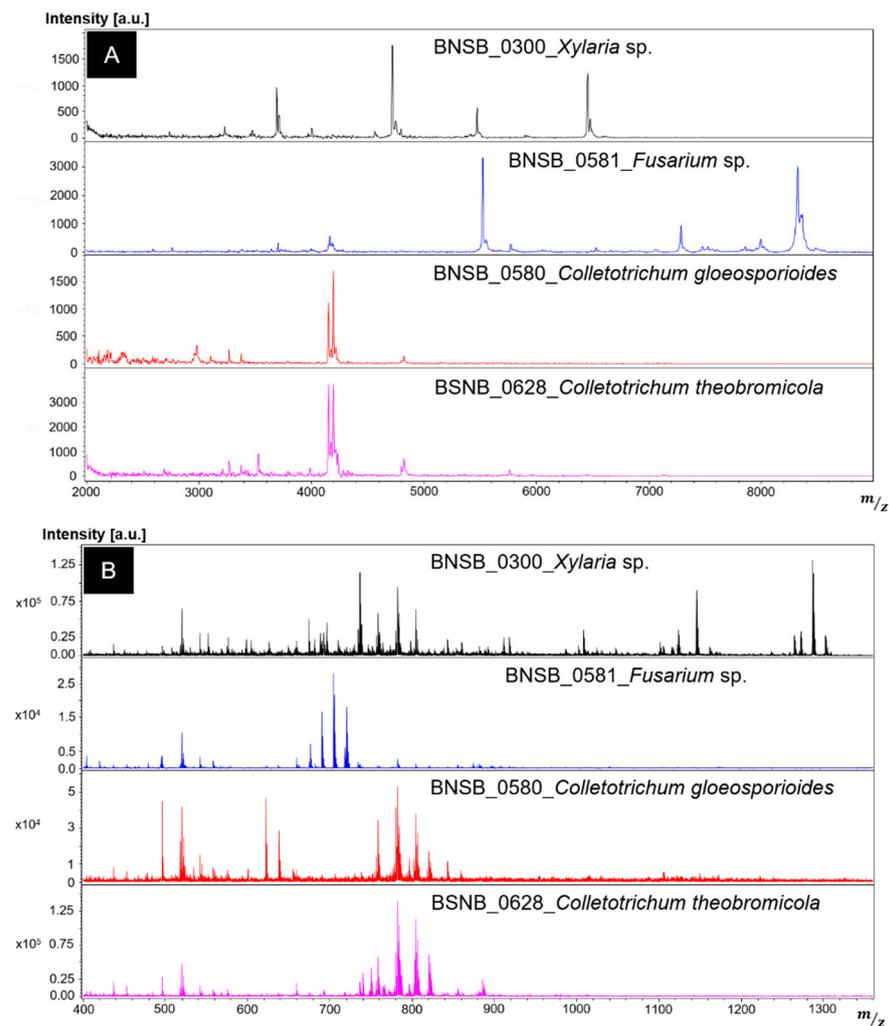 Intensity [a.u.]
A
BNSB_0300_Xylaria sp.
1500
1000
500
0
BNSB_0581_Fusarium sp.
3000
2000
1000
0
BNSB_0580_Colletotrichum gloeosporioides
1500
1000
500
0
BSNB_0628_Colletotrichum theobromicola
3000
2000
1000
0
2000 3000 4000 5000 6000 7000 8000
m/z
Intensity [a.u.]
B
BNSB_0300_Xylaria sp.
1.25
x10⁵ 0.75
0.25
0.00
BNSB_0581_Fusarium sp.
2.5
x10⁴ 1.5
0.5
0.0
BNSB_0580_Colletotrichum gloeosporioides
5
x10⁴ 3
1
0
BSNB_0628_Colletotrichum theobromicola
1.25
x10⁵ 0.75
0.25
0.00
400 500 600 700 800 900 1000 1100 1200 1300
m/z